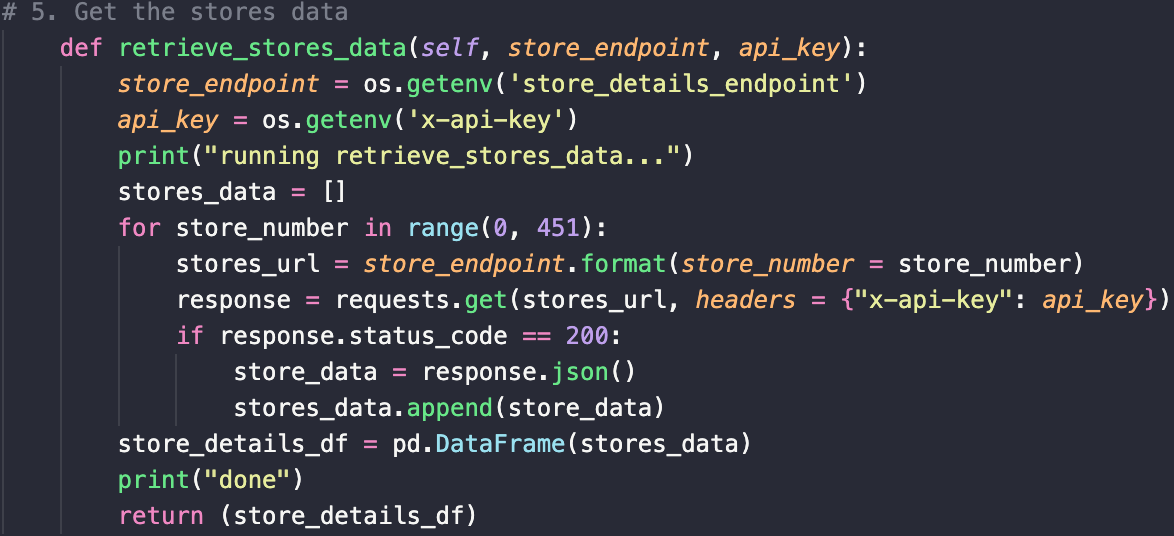 # 5. Get the stores data
    def retrieve_stores_data(self, store_endpoint, api_key):
        store_endpoint = os.getenv('store_details_endpoint')
        api_key = os.getenv('x-api-key')
        print("running retrieve_stores_data...")
        stores_data = []
        for store_number in range(0, 451):
            stores_url = store_endpoint.format(store_number = store_number)
            response = requests.get(stores_url, headers = {"x-api-key": api_key})
            if response.status_code == 200:
                store_data = response.json()
                stores_data.append(store_data)
        store_details_df = pd.DataFrame(stores_data)
        print("done")
        return (store_details_df)